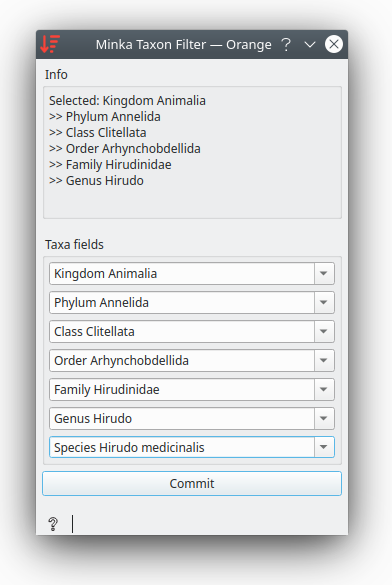 Minka Taxon Filter — Orange ?
Info
Selected: Kingdom Animalia
>> Phylum Annelida
>> Class Clitellata
>> Order Arhynchobdellida
>> Family Hirudinidae
>> Genus Hirudo
Taxa fields
Kingdom Animalia
Phylum Annelida
Class Clitellata
Order Arhynchobdellida
Family Hirudinidae
Genus Hirudo
Species Hirudo medicinalis
Commit
?